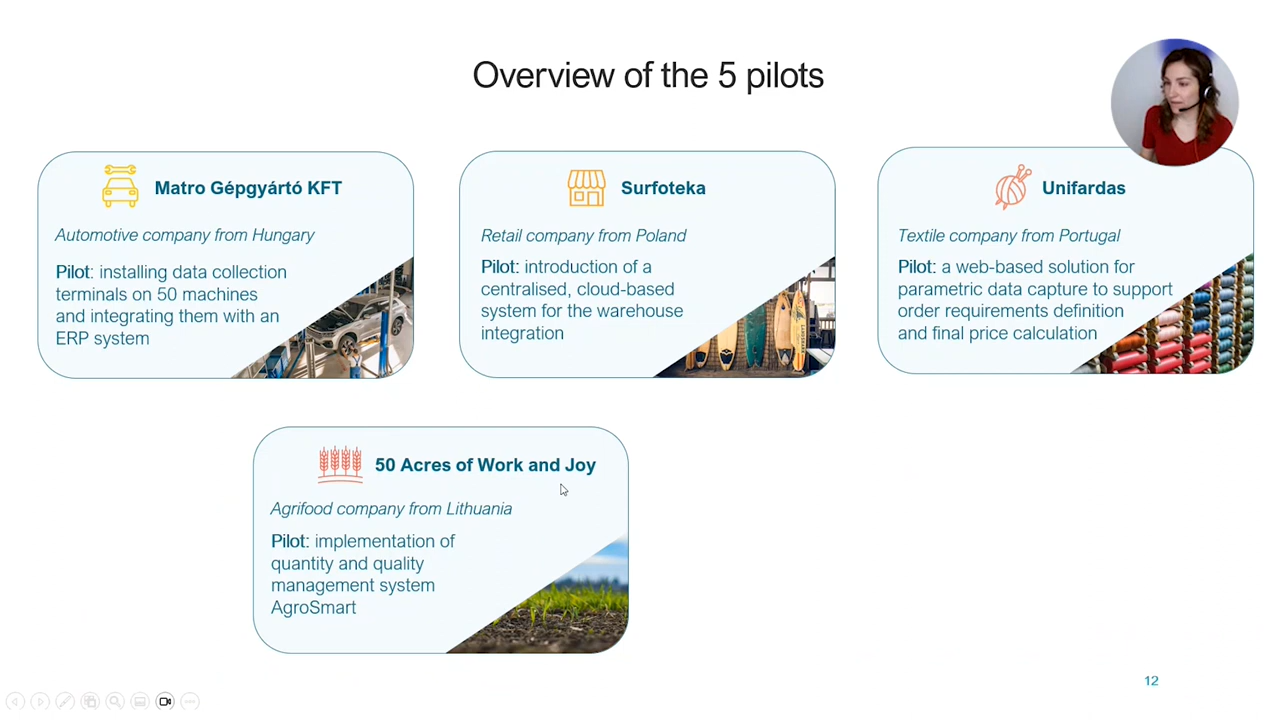 Overview of the 5 pilots
Matro Gépgyártó KFT
Automotive company from Hungary
Pilot: installing data collection
terminals on 50 machines
and integrating them with an
ERP system
Surfoteka
Retail company from Poland
Pilot: introduction of a
centralised, cloud-based
system for the warehouse
integration
Unifardas
Textile company from Portugal
Pilot: a web-based solution for
parametric data capture to support
order requirements definition
and final price calculation
50 Acres of Work and Joy
Agrifood company from Lithuania
Pilot: implementation of
quantity and quality
management system
AgroSmart
12